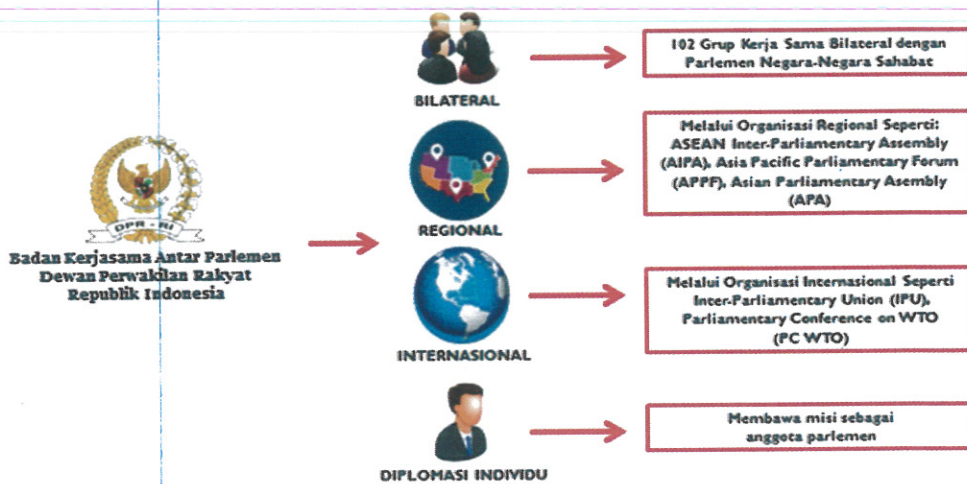 DPR - RI
Badan Kerjasama Antar Parlemen
Dewan Perwakilan Rakyat
Republik Indonesia
BILATERAL
102 Grup Kerja Sama Bilateral dengan
Parlemen Negara-Negara Sahabat
REGIONAL
Melalui Organisasi Regional Seperti:
ASEAN Inter-Parliamentary Assembly
(AIPA), Asia Pacific Parliamentary Forum
(APPF), Asian Parliamentary Asembly
(APA)
INTERNASIONAL
Melalui Organisasi Internasional Seperti
Inter-Parliamentary Union (IPU),
Parliamentary Conference on WTO
(PC WTO)
DIPLOMASI INDIVIDU
Membawa misi sebagai
anggota parlemen